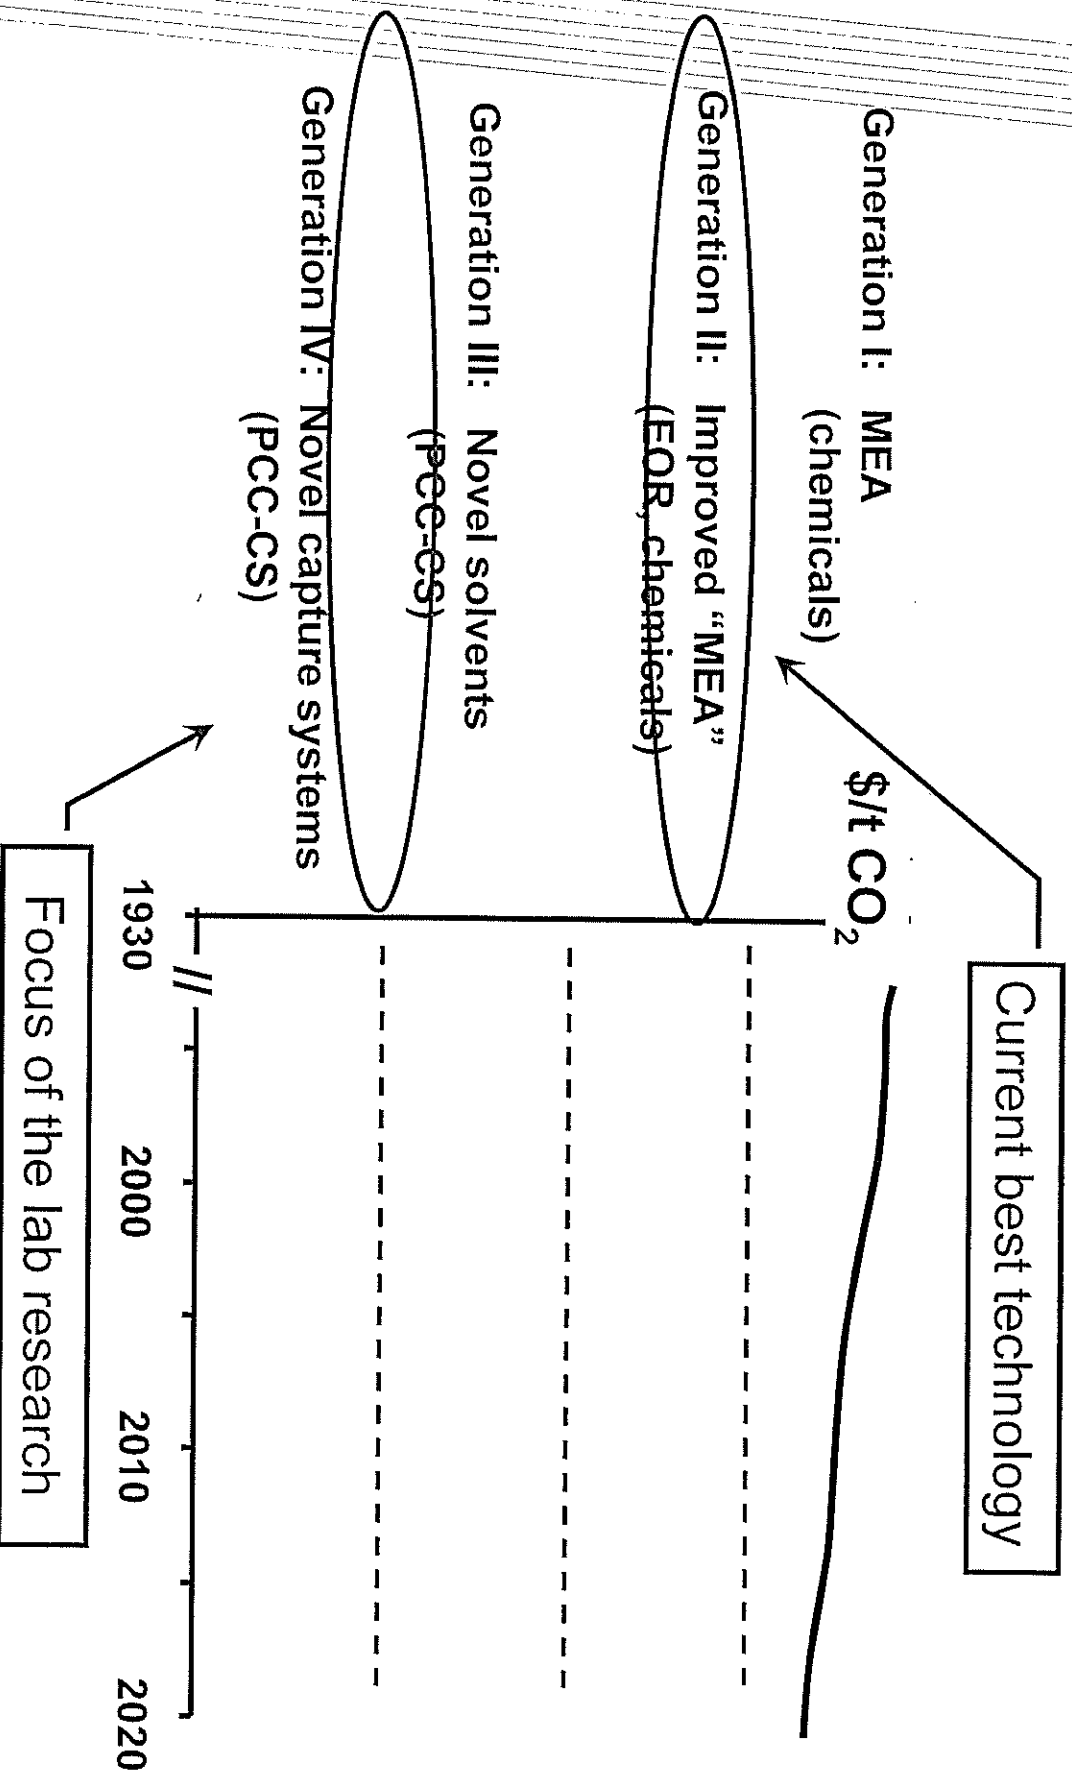 Current best technology
$/t CO₂
Generation I: MEA
(chemicals)
Generation II: Improved “MEA”
(EOR, chemicals)
Generation III: Novel solvents
(PCC-CS)
Generation IV: Novel capture systems
(PCC-CS)
1930 // 2000 2010 2020
Focus of the lab research